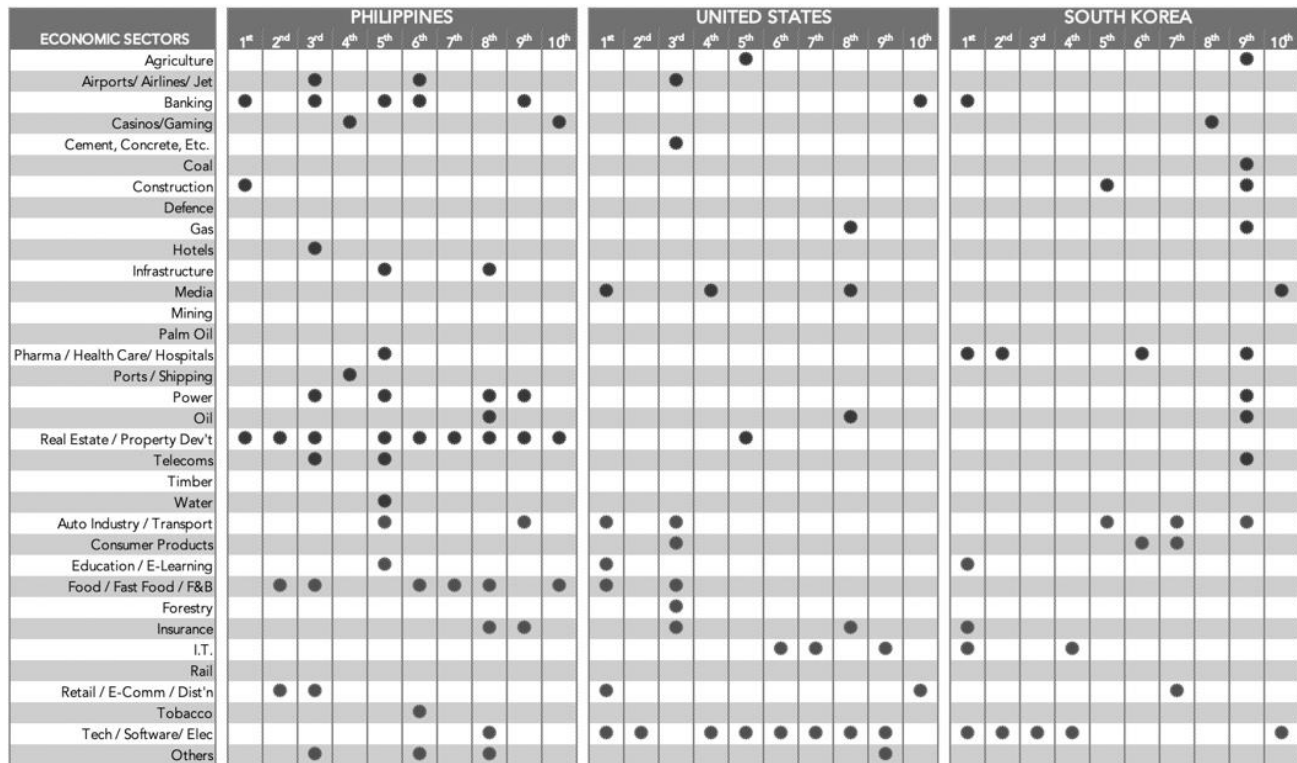 PHILIPPINES UNITED STATES SOUTH KOREA
ECONOMIC SECTORS 1st 2nd 3rd 4th 5th 6th 7th 8th 9th 10th 1st 2nd 3rd 4th 5th 6th 7th 8th 9th 10th 1st 2nd 3rd 4th 5th 6th 7th 8th 9th 10th
Agriculture
Airports/ Airlines/ Jet
Banking
Casinos/Gaming
Cement, Concrete, Etc.
Coal
Construction
Defence
Gas
Hotels
Infrastructure
Media
Mining
Palm Oil
Pharma / Health Care/ Hospitals
Ports / Shipping
Power
Oil
Real Estate / Property Dev't
Telecoms
Timber
Water
Auto Industry / Transport
Consumer Products
Education / E-Learning
Food / Fast Food / F&B
Forestry
Insurance
I.T.
Rail
Retail / E-Comm / Dist'n
Tobacco
Tech / Software/ Elec
Others